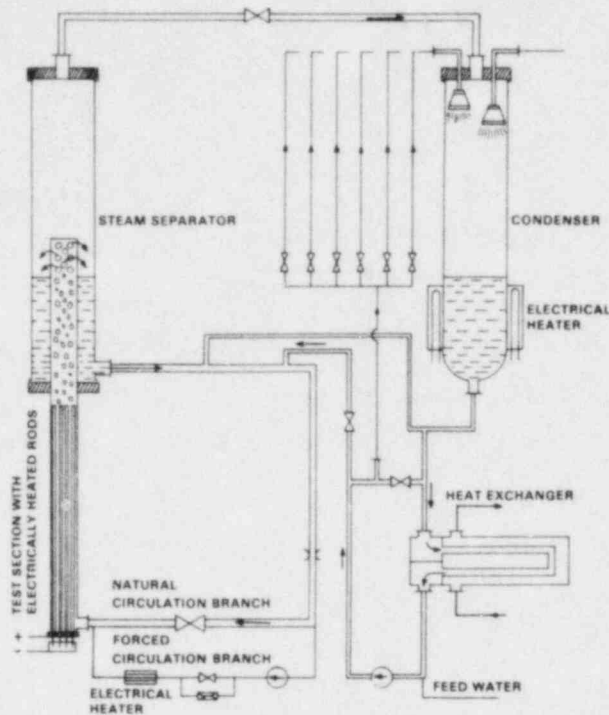 STEAM SEPARATOR
CONDENSER
ELECTRICAL
HEATER
TEST SECTION WITH
ELECTRICALLY HEATED RODS
HEAT EXCHANGER
NATURAL
CIRCULATION BRANCH
FORCED
CIRCULATION BRANCH
ELECTRICAL
HEATER
FEED WATER
+
-